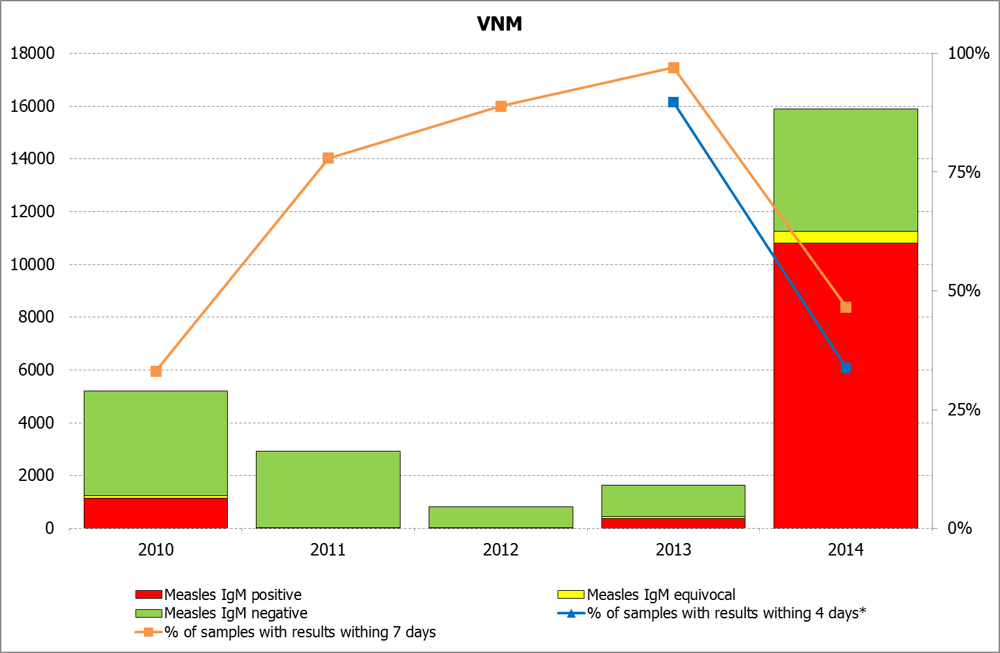 VNM
18000
16000
14000
12000
10000
8000
6000
4000
2000
0
100%
75%
50%
25%
0%
2010 2011 2012 2013 2014
Measles IgM positive
Measles IgM equivocal
Measles IgM negative
% of samples with results withing 4 days*
% of samples with results withing 7 days